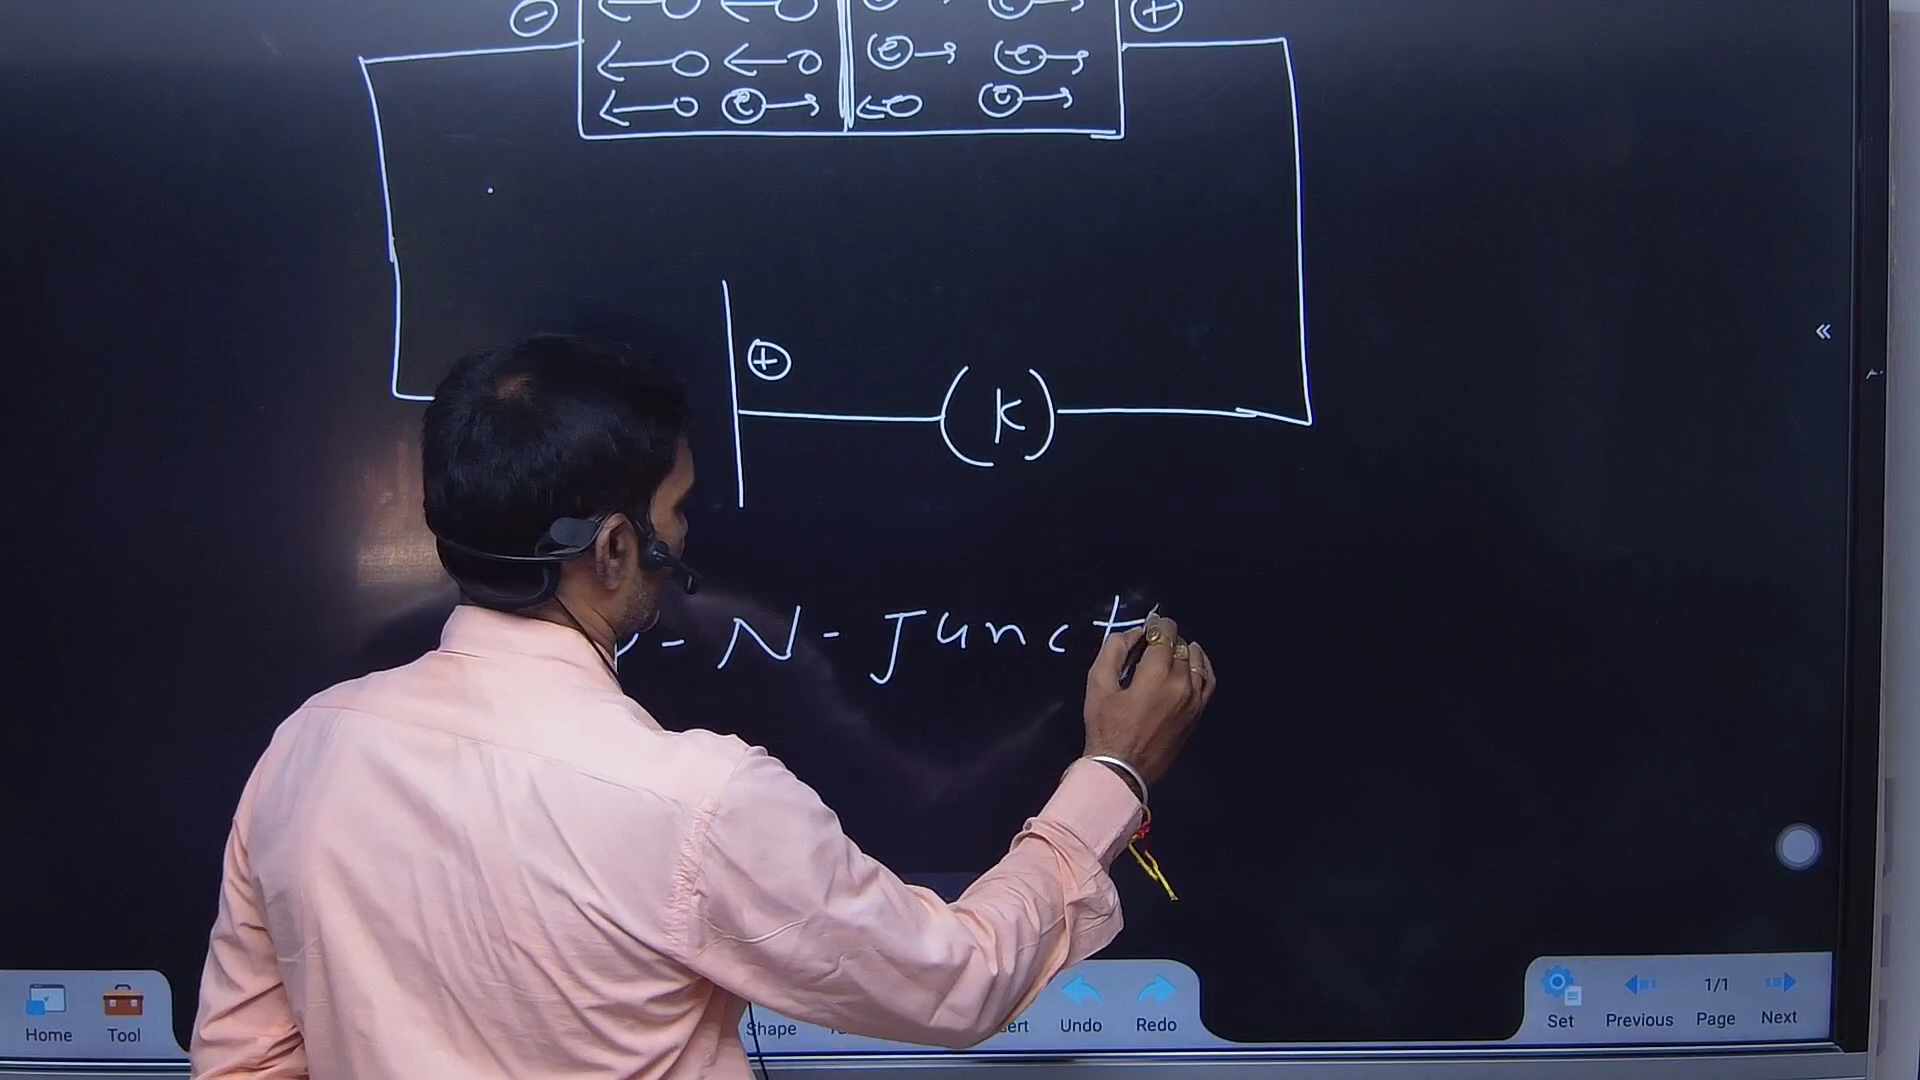 -
+
e e
e e
+
K
P-N-Junct
Home Tool Shape Undo Redo Set Previous 1/1 Page Next